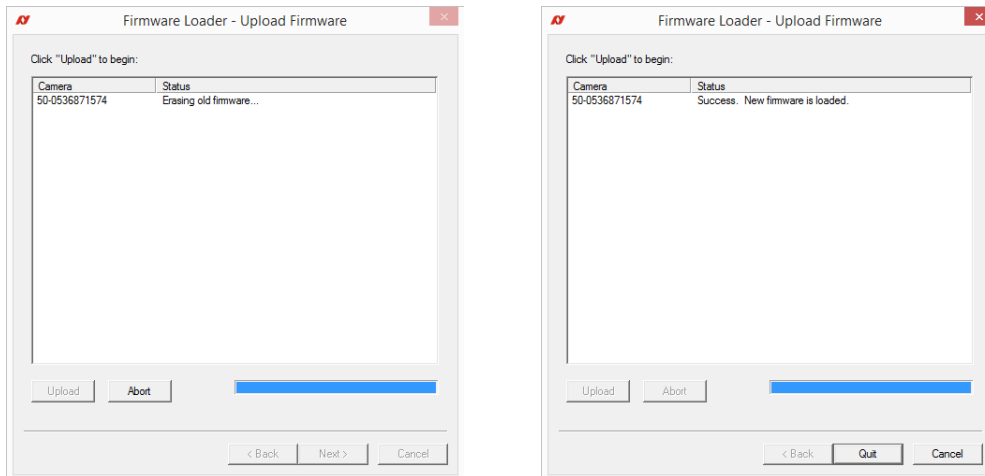 Firmware Loader - Upload Firmware
Click "Upload" to begin:
Camera Status
50-0536871574 Erasing old firmware...
Upload Abort
< Back Next > Cancel
Firmware Loader - Upload Firmware
Click "Upload" to begin:
Camera Status
50-0536871574 Success. New firmware is loaded.
Upload Abort
< Back Quit Cancel